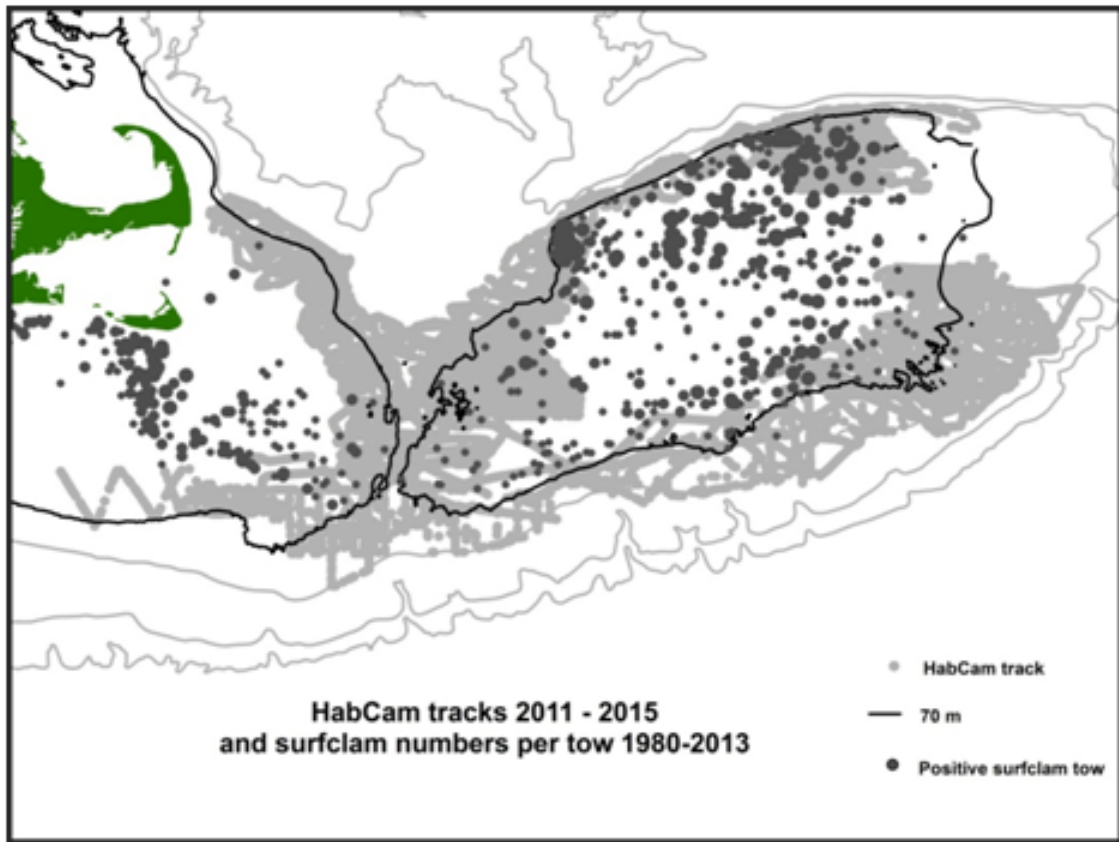 HabCam tracks 2011 - 2015
and surfclam numbers per tow 1980-2013
HabCam track
70 m
Positive surfclam tow